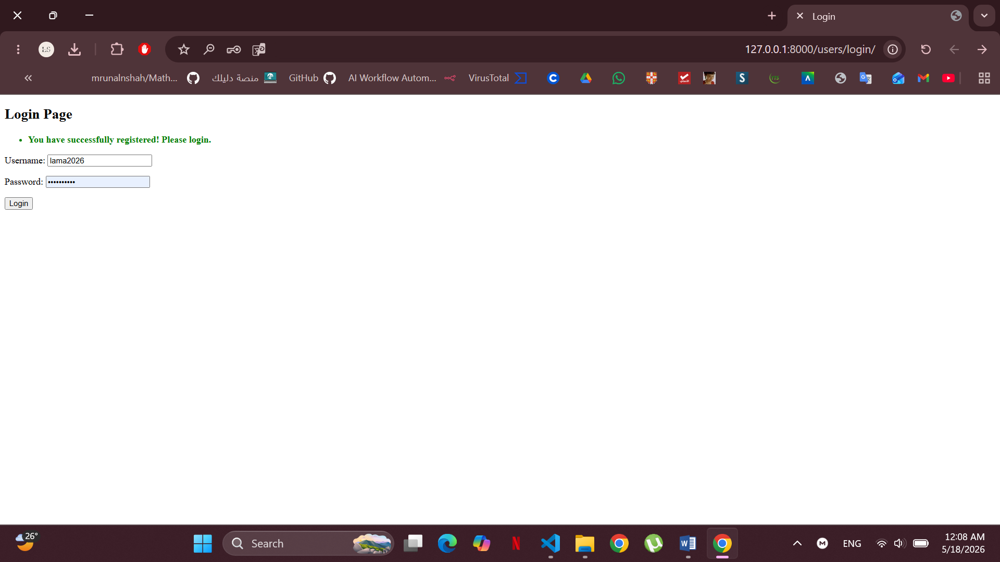 Login
127.0.0.1:8000/users/login/
mrunalnshah/Math...
منصة دليلك
GitHub
AI Workflow Autom...
VirusTotal
Login Page
• You have successfully registered! Please login.
Username: lama2026
Password: ••••••••••
Login
26°
Search
ENG
12:08 AM
5/18/2026